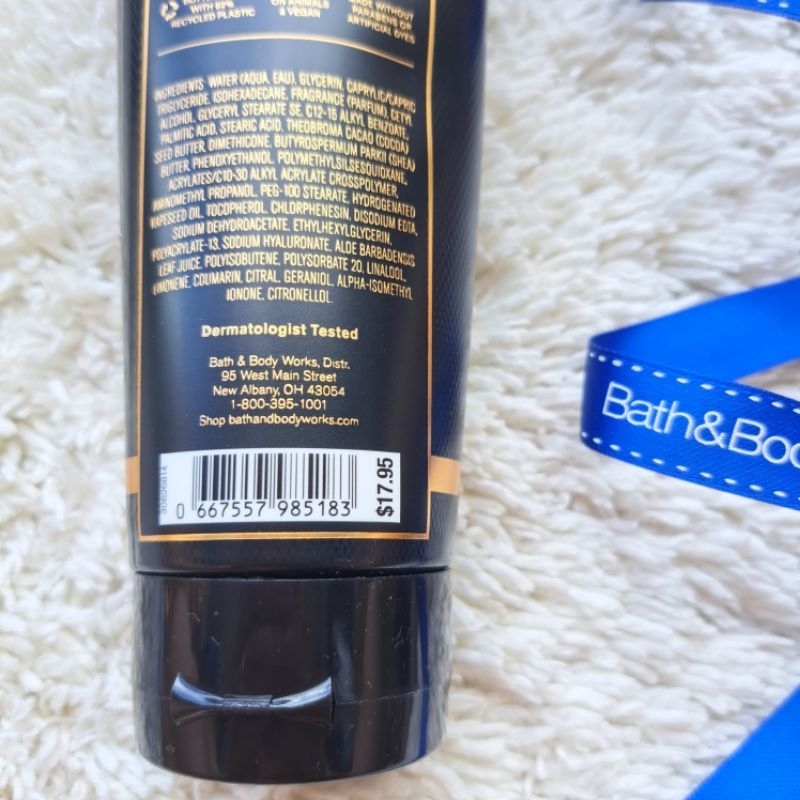 WITH 62%
RECYCLED PLASTIC
ON ANIMALS
& VEGAN
MADE WITHOUT
PARABENS OR
ARTIFICIAL DYES
INGREDIENTS: WATER (AQUA, EAU), GLYCERIN, CAPRYLIC/CAPRIC
TRIGLYCERIDE, ISOHEXADECANE, FRAGRANCE (PARFUM), CETYL
ALCOHOL, GLYCERYL STEARATE SE, C12-15 ALKYL BENZOATE,
PALMITIC ACID, STEARIC ACID, THEOBROMA CACAO (COCOA)
SEED BUTTER, DIMETHICONE, BUTYROSPERMUM PARKII (SHEA)
BUTTER, PHENOXYETHANOL, POLYMETHYLSILSESQUIOXANE,
ACRYLATES/C10-30 ALKYL ACRYLATE CROSSPOLYMER,
AMINOMETHYL PROPANOL, PEG-100 STEARATE, HYDROGENATED
RAPESEED OIL, TOCOPHEROL, CHLORPHENESIN, DISODIUM EDTA,
SODIUM DEHYDROACETATE, ETHYLHEXYLGLYCERIN,
POLYACRYLATE-13, SODIUM HYALURONATE, ALOE BARBADENSIS
LEAF JUICE, POLYISOBUTENE, POLYSORBATE 20, LINALOOL,
LIMONENE, COUMARIN, CITRAL, GERANIOL, ALPHA-ISOMETHYL
IONONE, CITRONELLOL.
Dermatologist Tested
Bath & Body Works, Distr.
95 West Main Street
New Albany, OH 43054
1-800-395-1001
Shop bathandbodyworks.com
0 667557 985183
$17.95
Bath&Boo